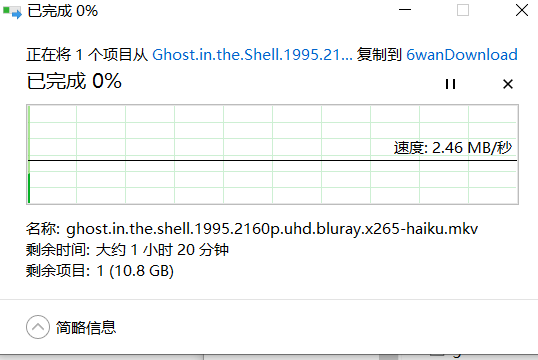 已完成 0%
正在将 1 个项目从 Ghost.in.the.Shell.1995.21... 复制到 6wanDownload
已完成 0%
速度: 2.46 MB/秒
名称: ghost.in.the.shell.1995.2160p.uhd.bluray.x265-haiku.mkv
剩余时间: 大约 1 小时 20 分钟
剩余项目: 1 (10.8 GB)
简略信息